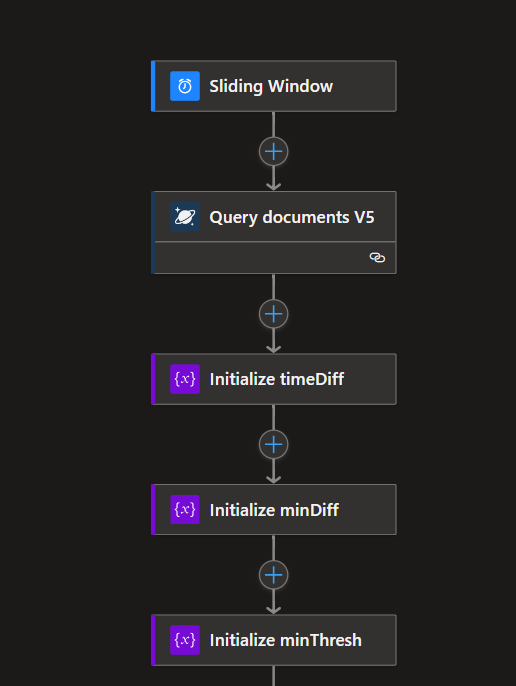 Sliding Window
Query documents V5
{x} Initialize timeDiff
{x} Initialize minDiff
{x} Initialize minThresh